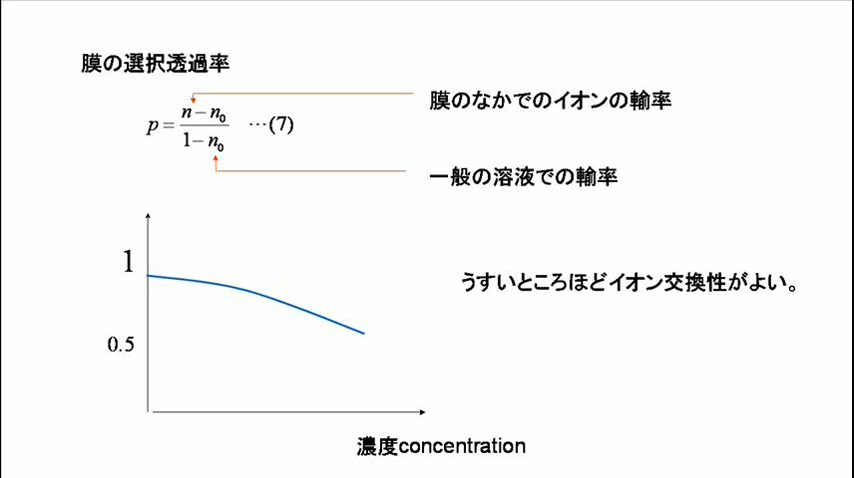 膜の選択透過率
p = (n − n₀) / (1 − n₀) …(7)
膜のなかでのイオンの輸率
一般の溶液での輸率
1
うすいところほどイオン交換性がよい。
0.5
濃度concentration